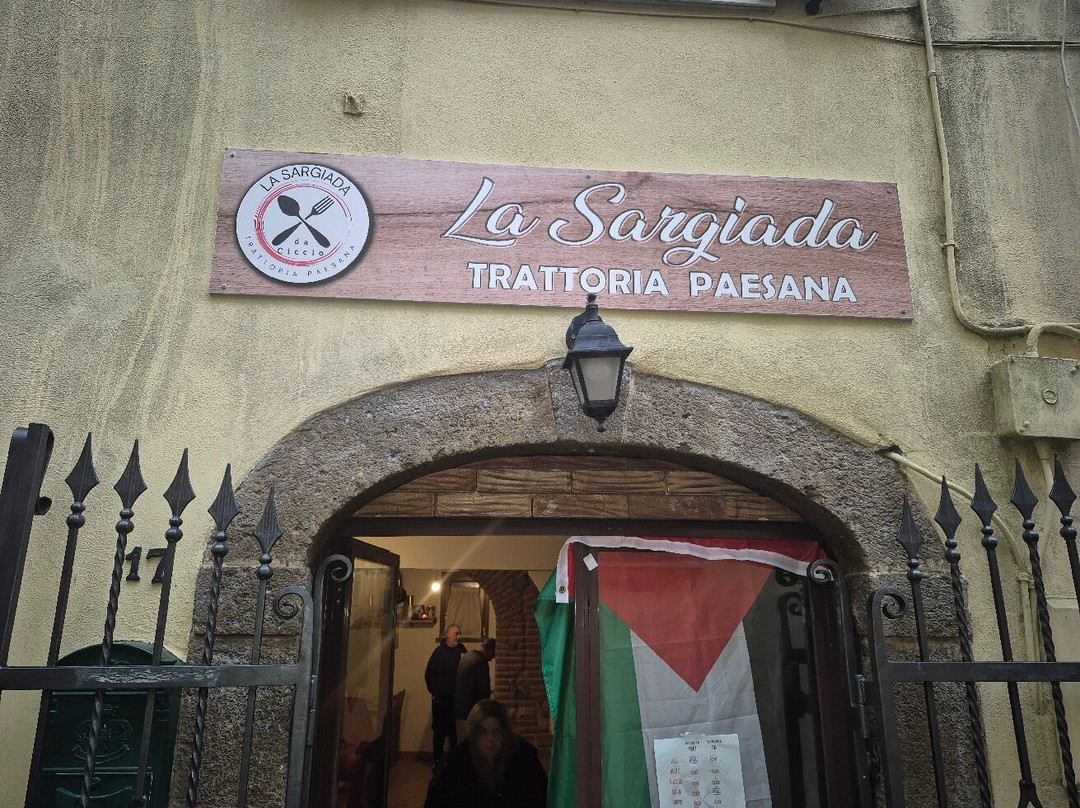 LA SARGIADA
da
Ciccio
TRATTORIA PAESANA
La Sargiada
TRATTORIA PAESANA
17